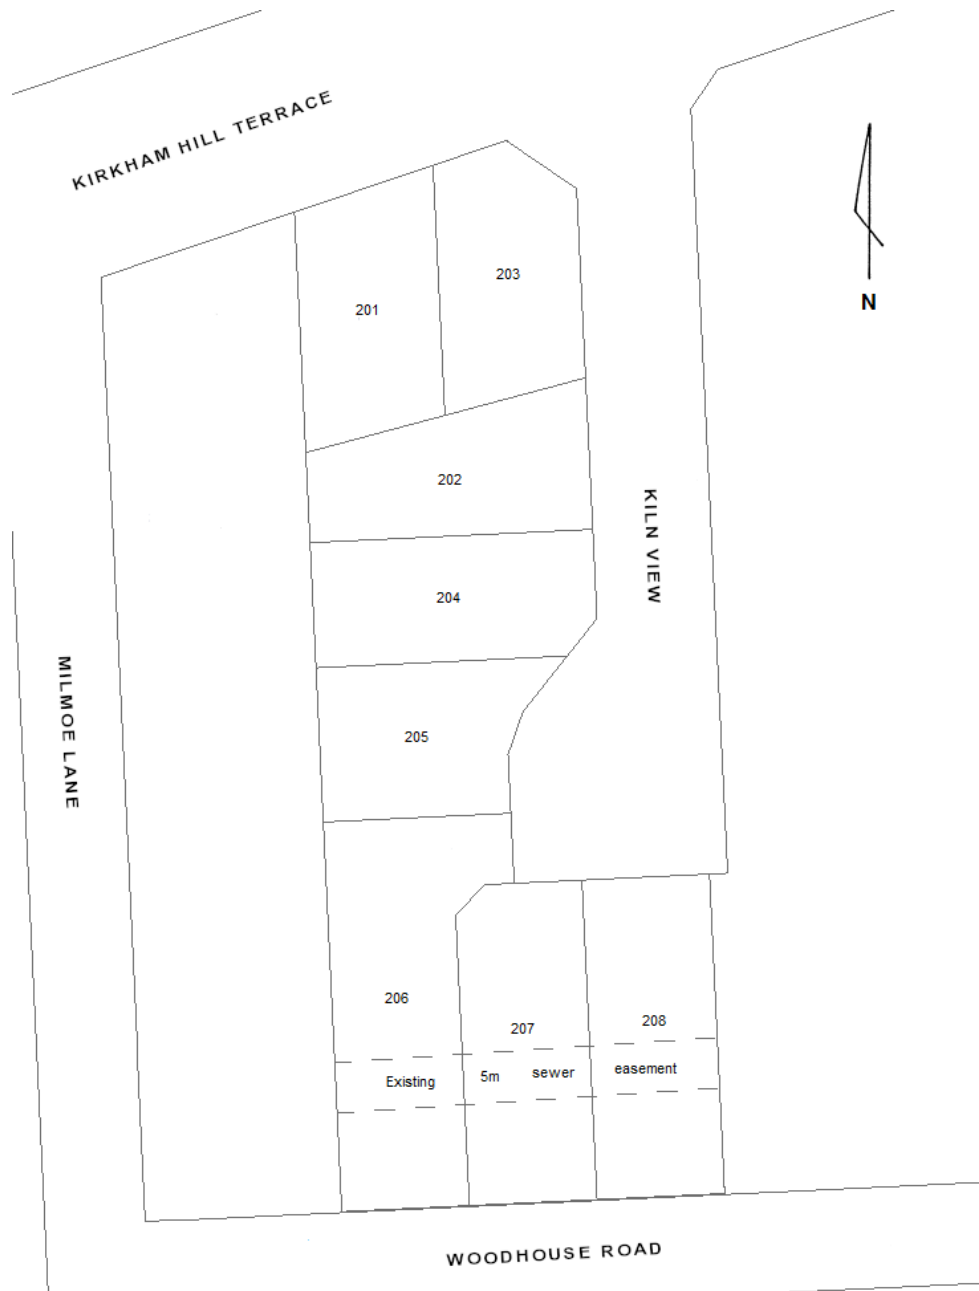 KIRKHAM HILL TERRACE
203
201
N
202
KILN VIEW
204
MILMOE LANE
205
206
207
208
Existing 5m sewer easement
WOODHOUSE ROAD